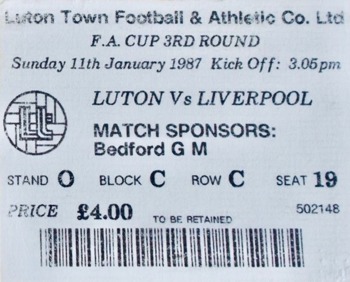 Luton Town Football & Athletic Co. Ltd
F.A. CUP 3RD ROUND
Sunday 11th January 1987 Kick Off: 3.05pm
LUTON Vs LIVERPOOL
MATCH SPONSORS:
Bedford G M
STAND O BLOCK C ROW C SEAT 19
PRICE £4.00 TO BE RETAINED 502148